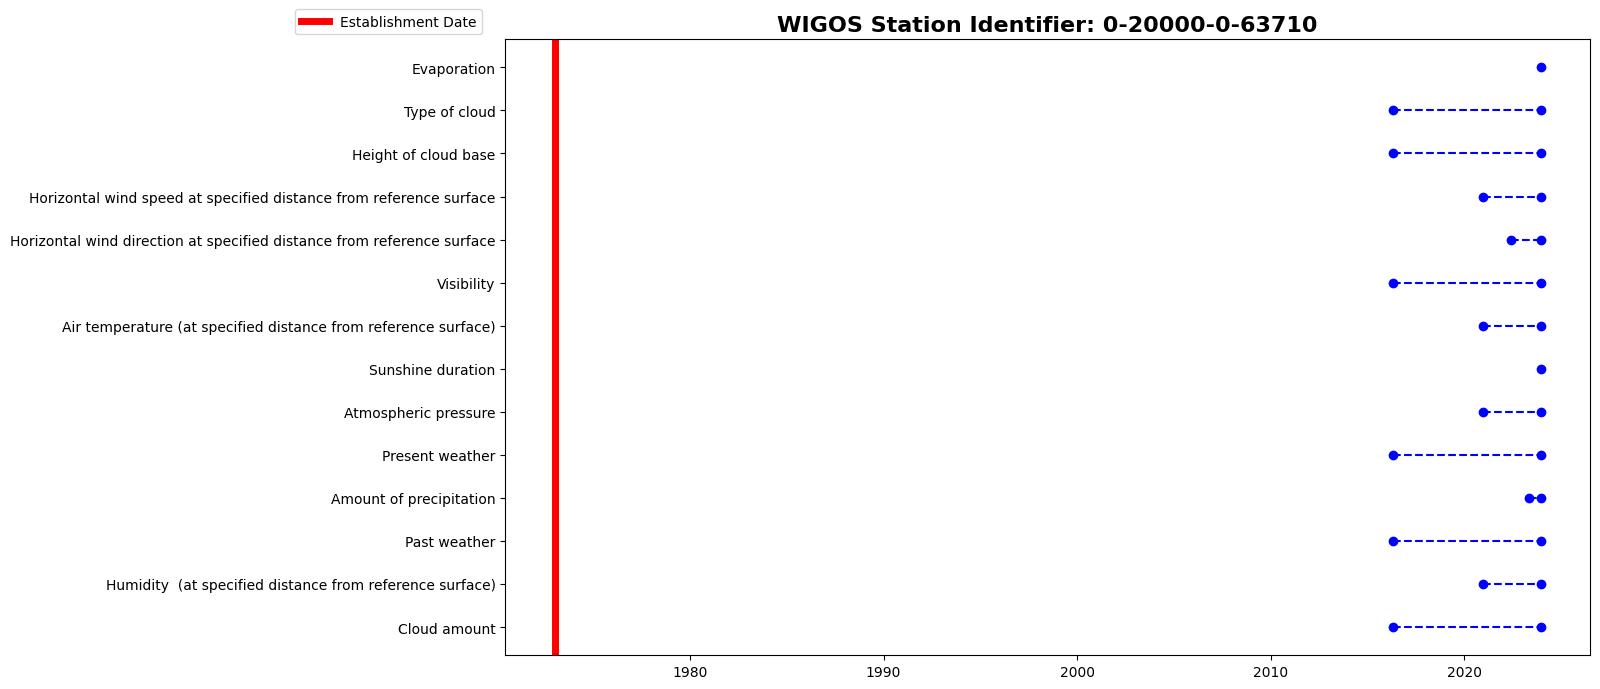 Establishment Date
WIGOS Station Identifier: 0-20000-0-63710
Evaporation
Type of cloud
Height of cloud base
Horizontal wind speed at specified distance from reference surface
Horizontal wind direction at specified distance from reference surface
Visibility
Air temperature (at specified distance from reference surface)
Sunshine duration
Atmospheric pressure
Present weather
Amount of precipitation
Past weather
Humidity  (at specified distance from reference surface)
Cloud amount
1980 1990 2000 2010 2020